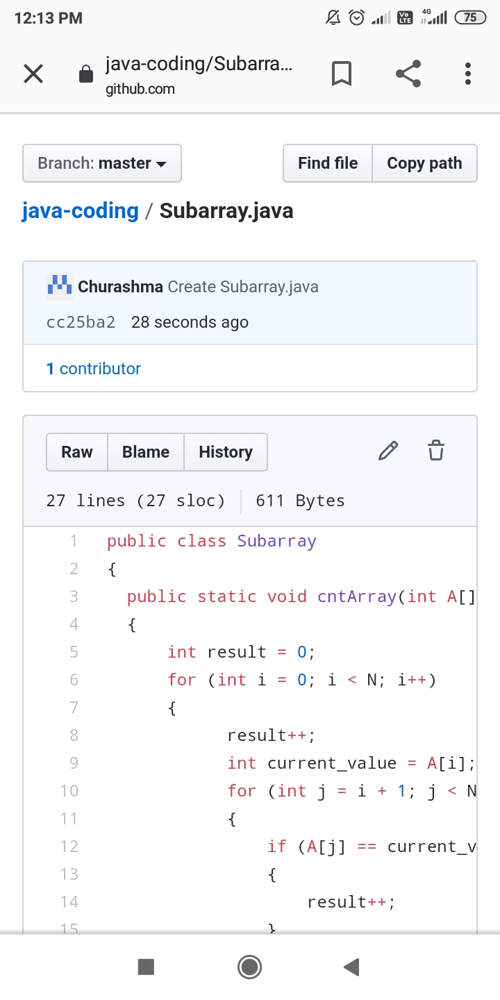 12:13 PM
Vo LTE 4G 75
java-coding/Subarra...
github.com
Branch: master Find file Copy path
java-coding / Subarray.java
Churashma Create Subarray.java
cc25ba2 28 seconds ago
1 contributor
Raw Blame History
27 lines (27 sloc) 611 Bytes
1 public class Subarray
2 {
3 public static void cntArray(int A[]
4 {
5 int result = 0;
6 for (int i = 0; i < N; i++)
7 {
8 result++;
9 int current_value = A[i];
10 for (int j = i + 1; j < N
11 {
12 if (A[j] == current_v
13 {
14 result++;
15 }